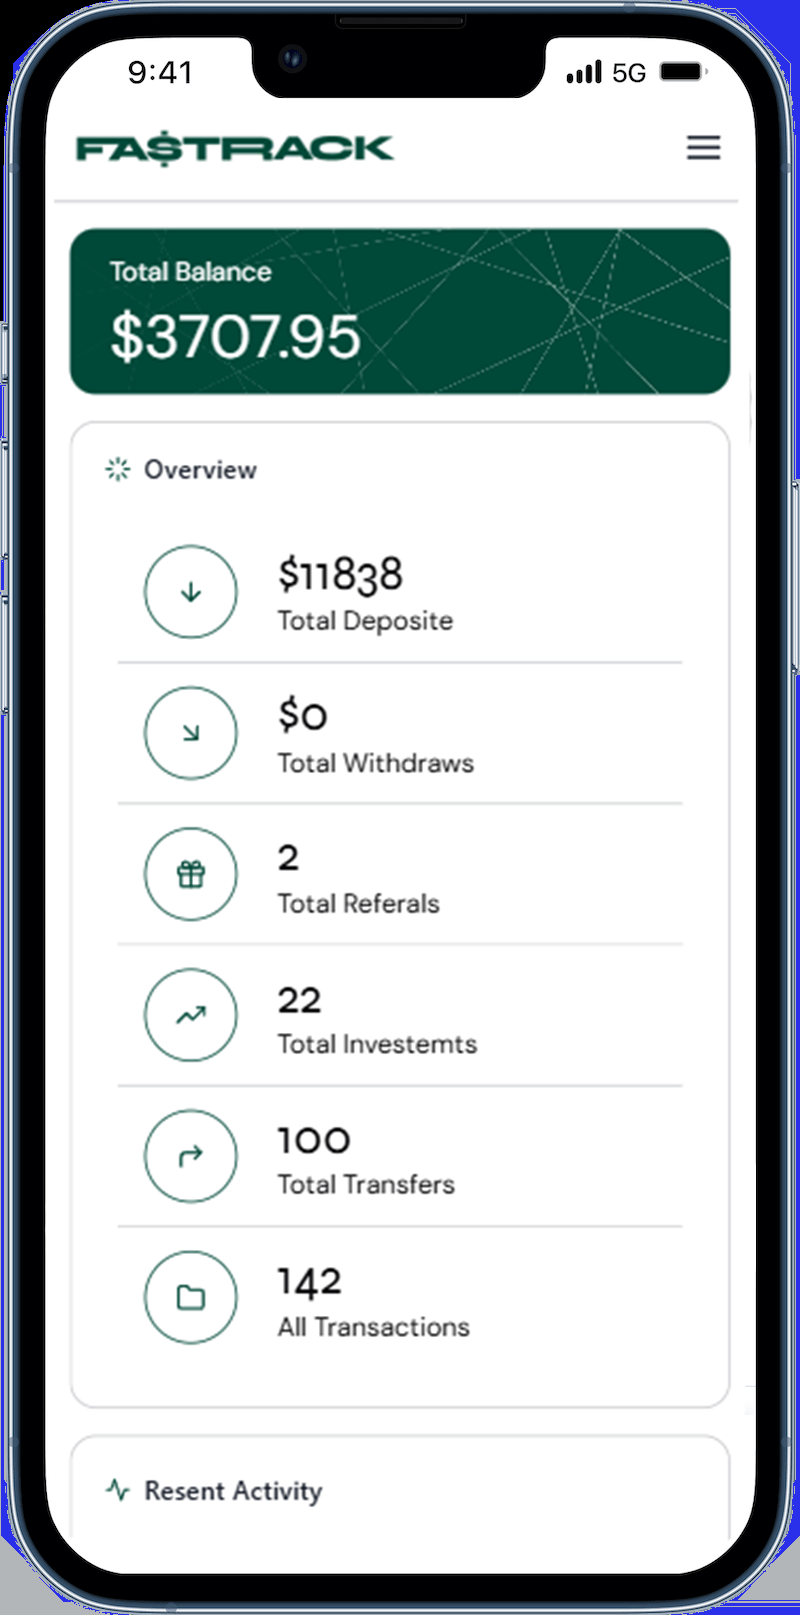 9:41 5G
FA$TRACK
Total Balance
$3707.95
Overview
$11838
Total Deposite
$0
Total Withdraws
2
Total Referals
22
Total Investemts
100
Total Transfers
142
All Transactions
Resent Activity